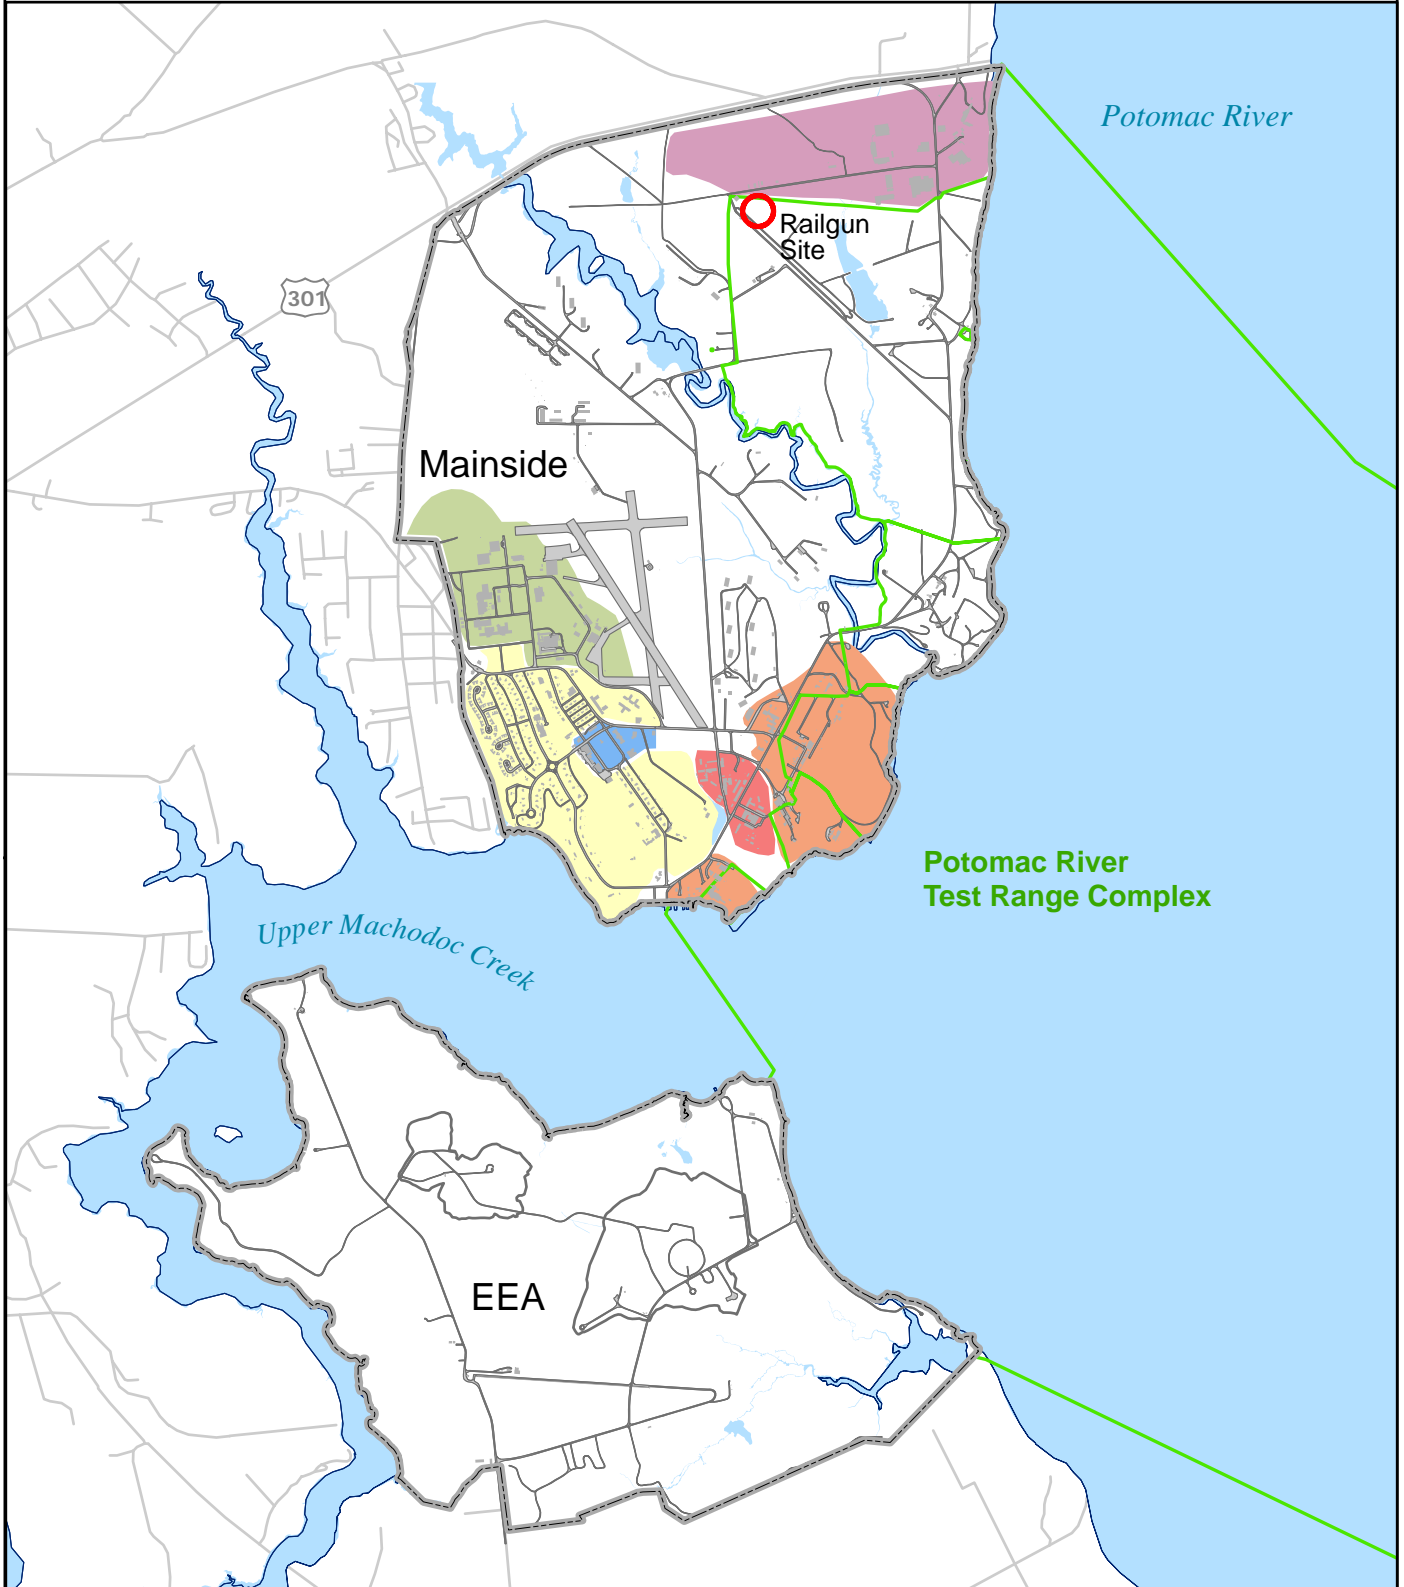 Potomac River
Railgun
Site
301
Mainside
Potomac River
Test Range Complex
Upper Machodoc Creek
EEA